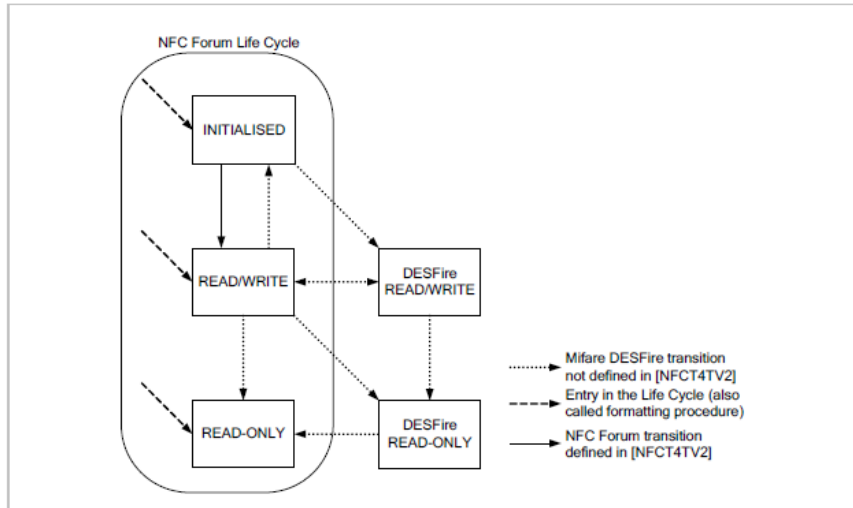 NFC Forum Life Cycle
INITIALISED
READ/WRITE
DESFire
READ/WRITE
READ-ONLY
DESFire
READ-ONLY
Mifare DESFire transition
not defined in [NFCT4TV2]
Entry in the Life Cycle (also
called formatting procedure)
NFC Forum transition
defined in [NFCT4TV2]